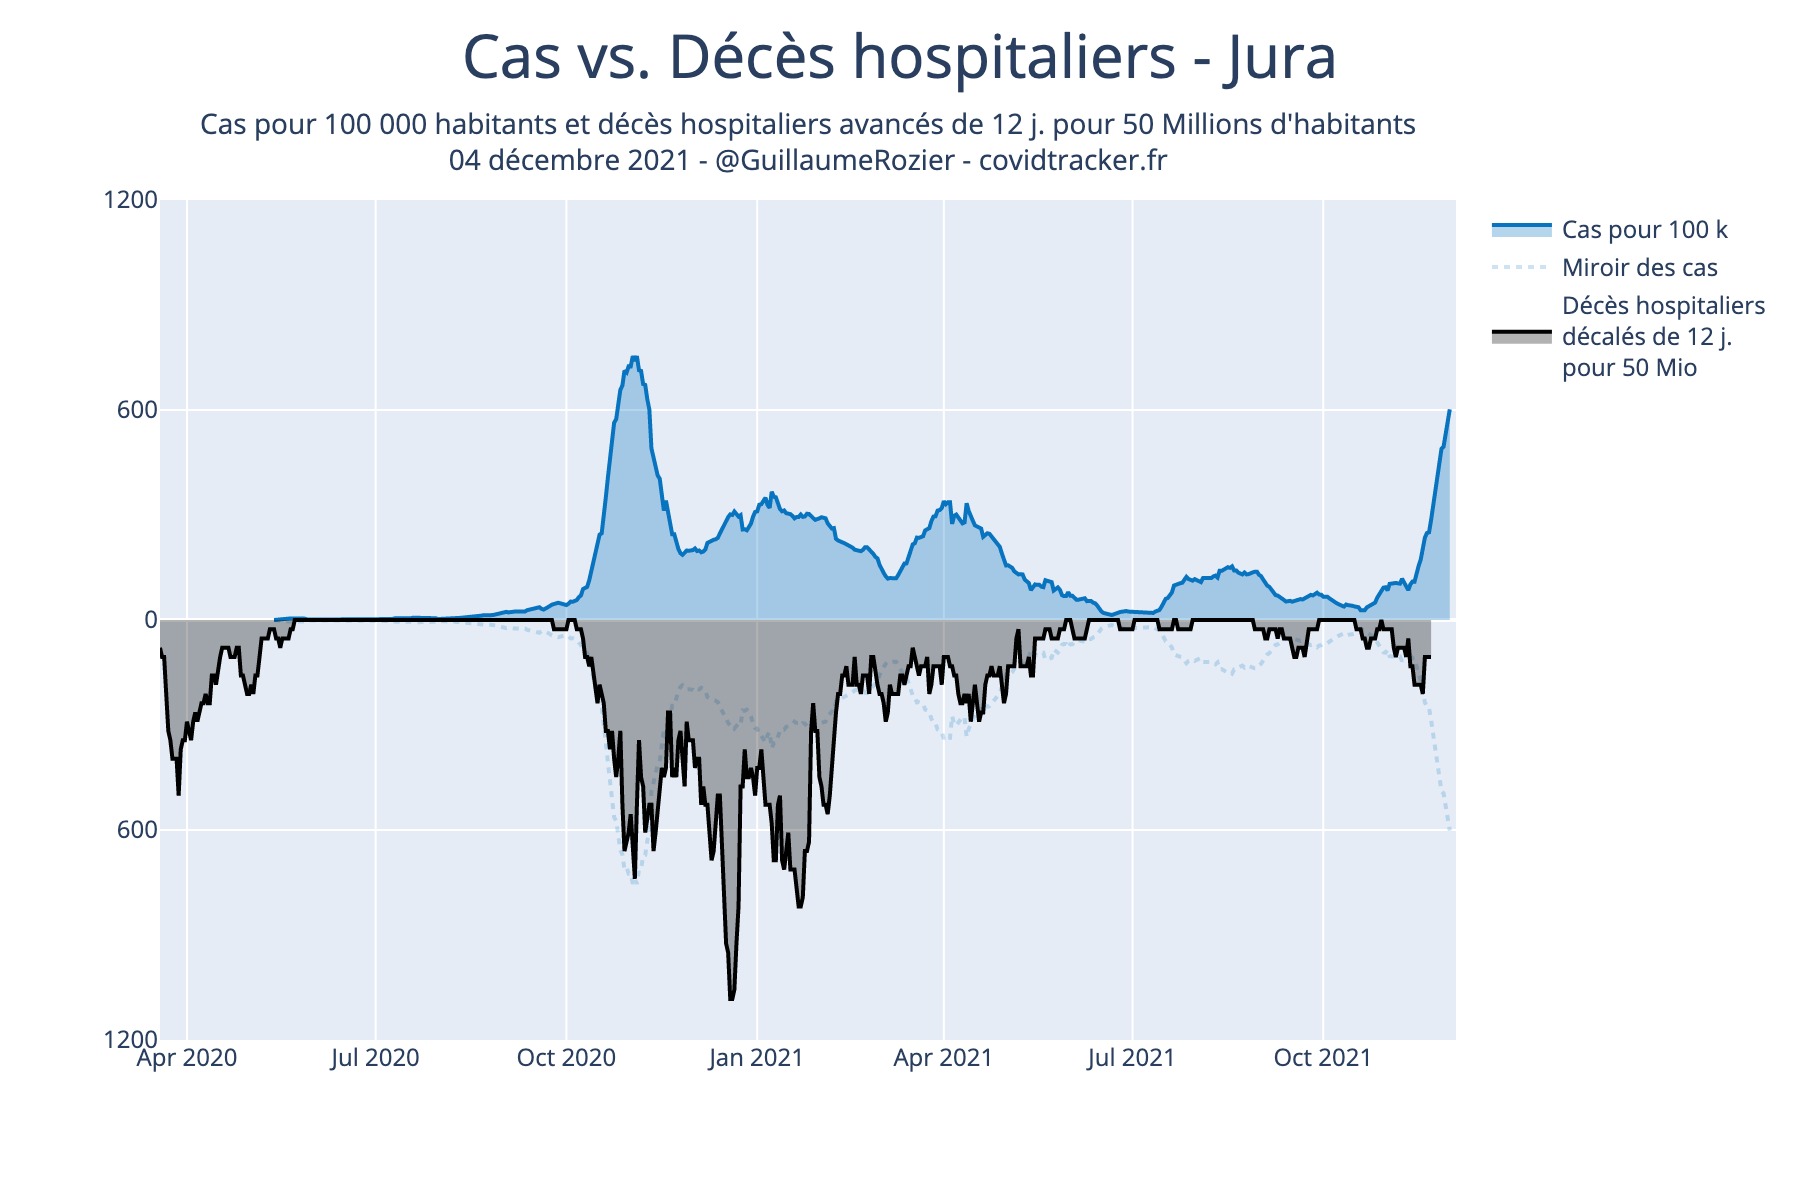 Cas vs. Décès hospitaliers - Jura
Cas pour 100 000 habitants et décès hospitaliers avancés de 12 j. pour 50 Millions d'habitants
04 décembre 2021 - @GuillaumeRozier - covidtracker.fr
1200
600
0
600
1200
Apr 2020
Jul 2020
Oct 2020
Jan 2021
Apr 2021
Jul 2021
Oct 2021
Cas pour 100 k
Miroir des cas
Décès hospitaliers
décalés de 12 j.
pour 50 Mio